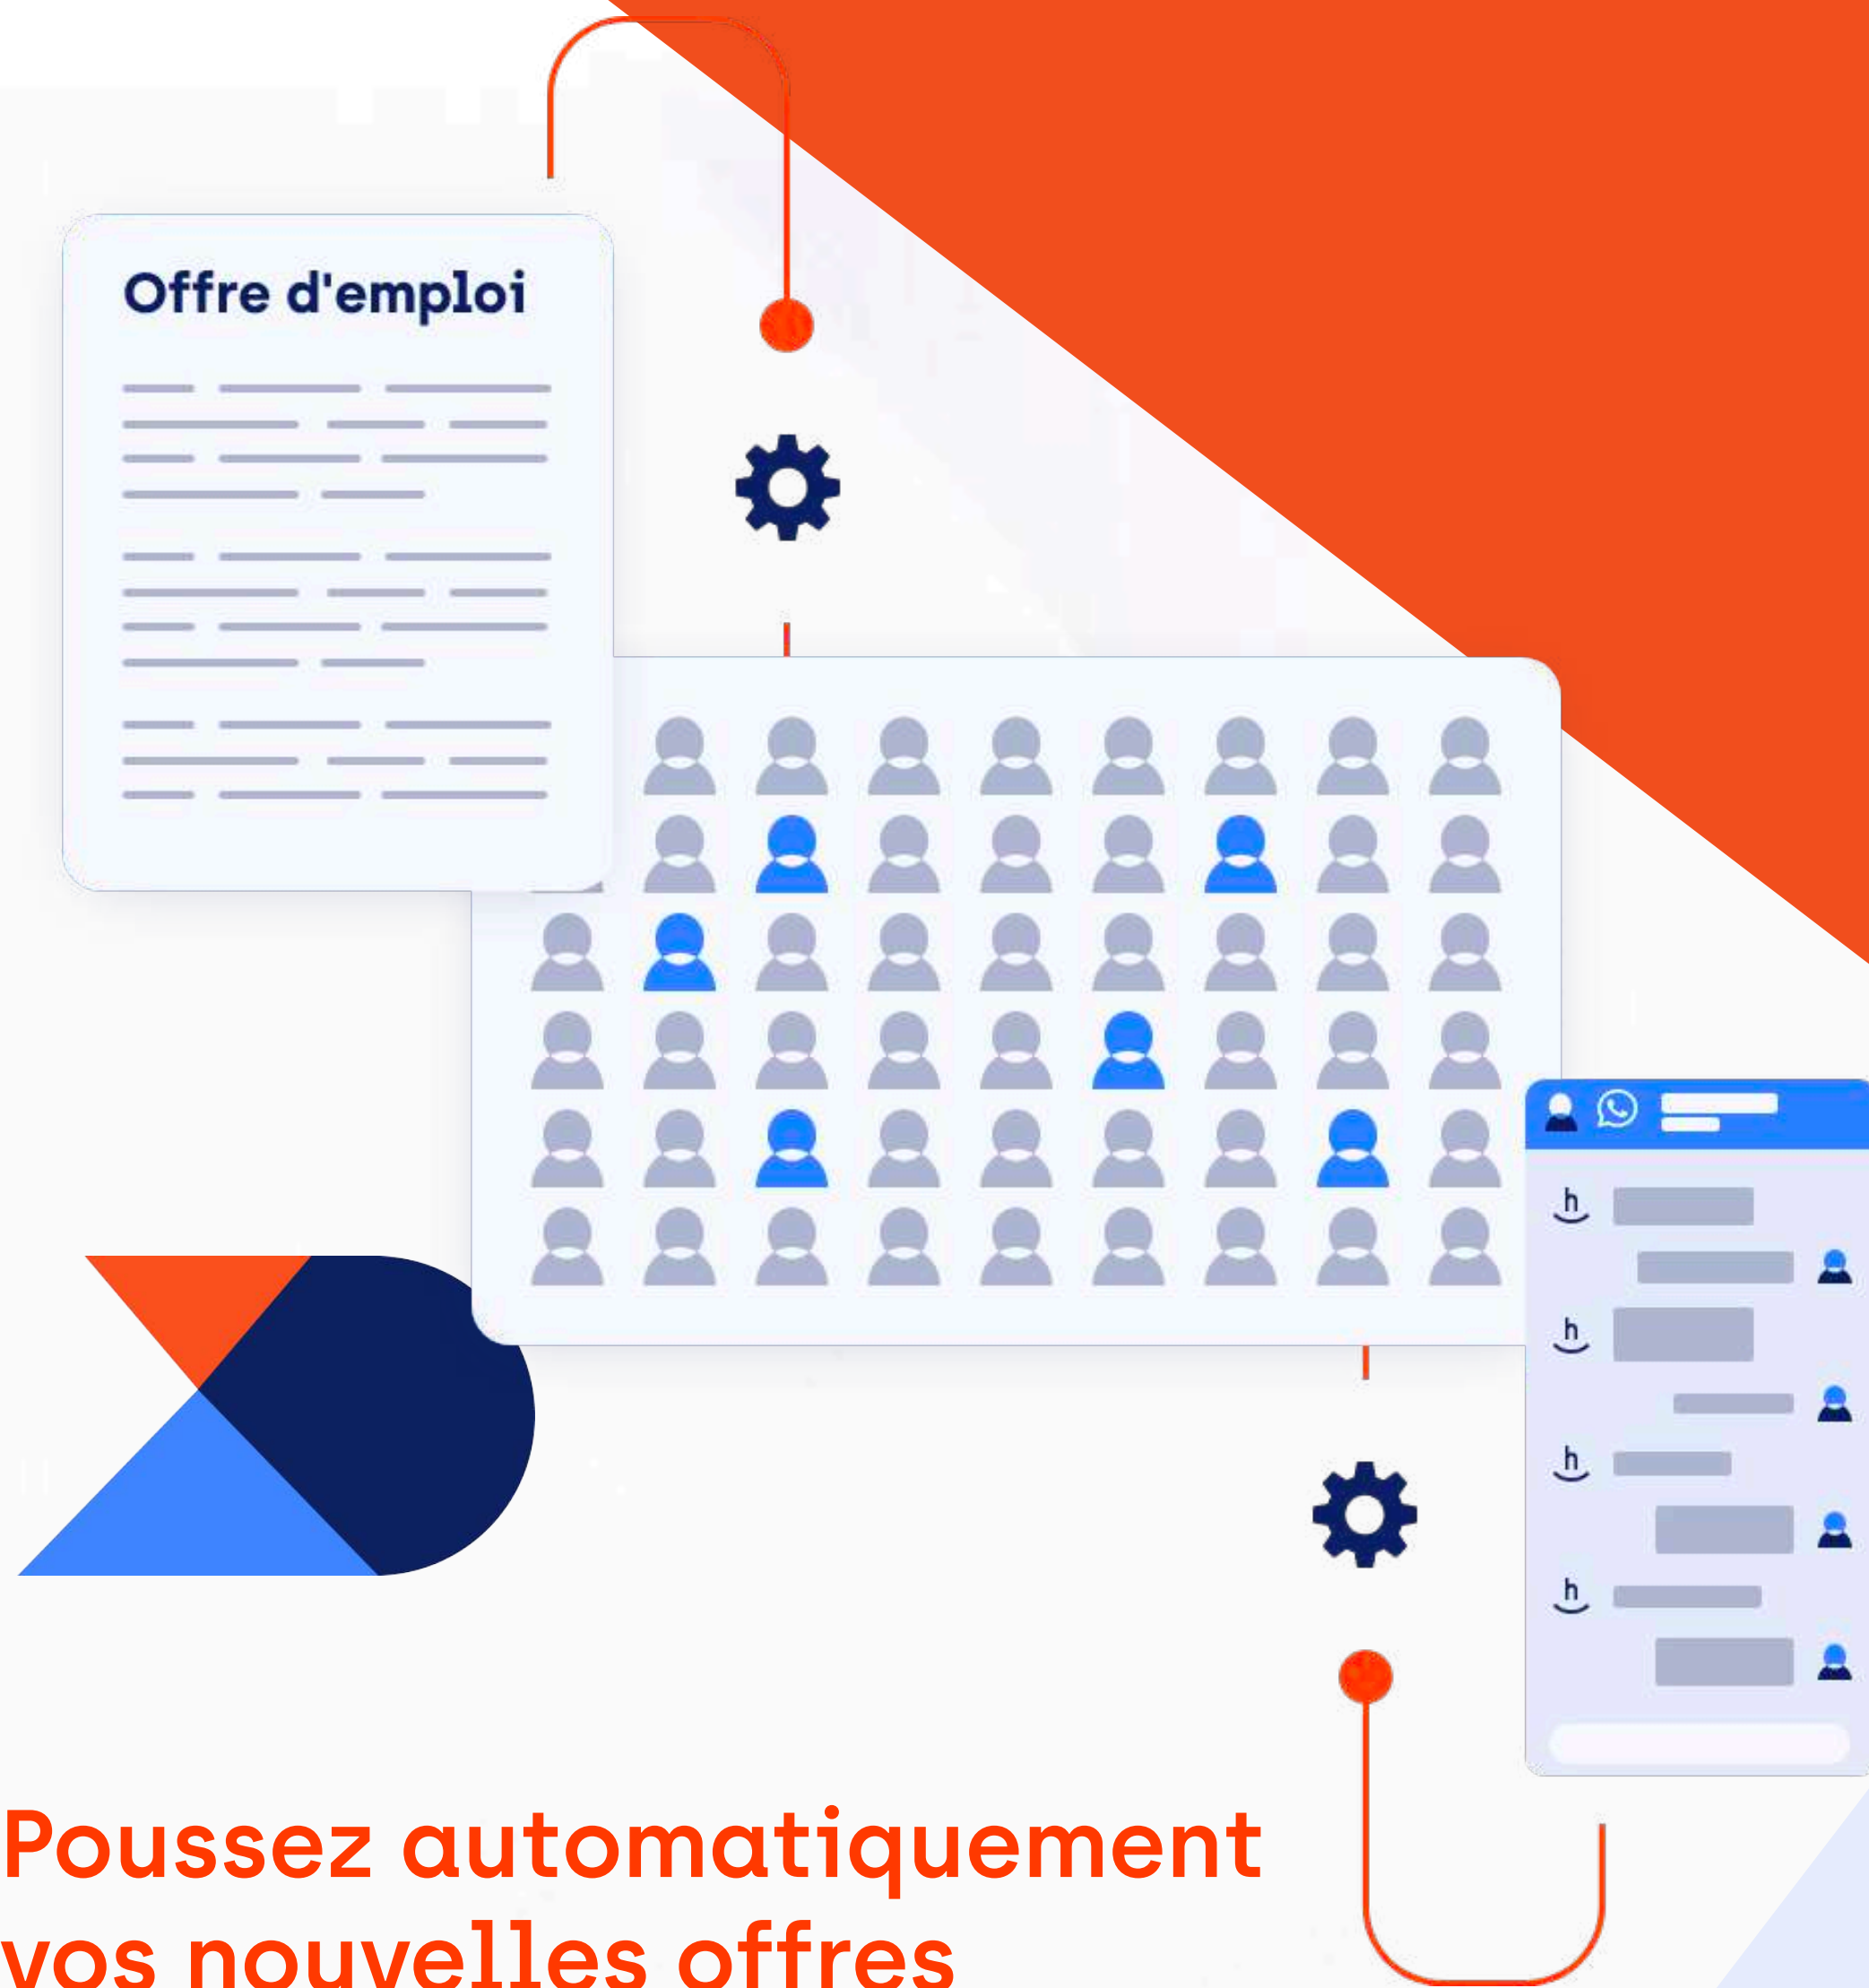 Offre d'emploi
h
h
h
h
Poussez automatiquement
vos nouvelles offres